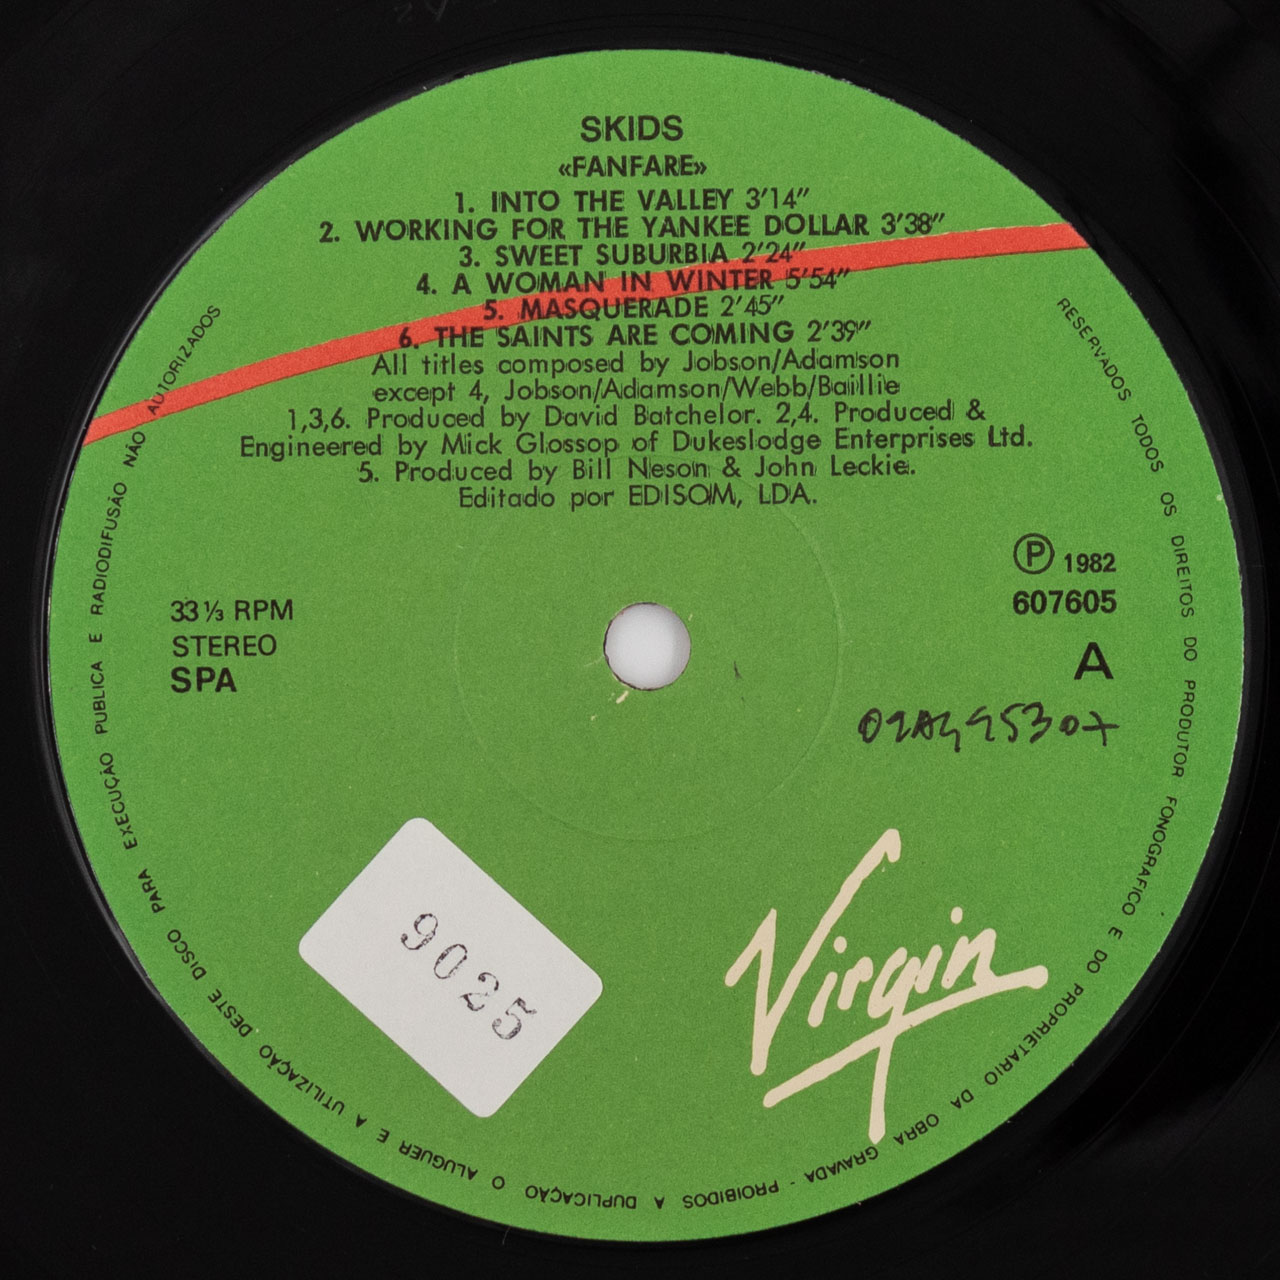 SKIDS
«FANFARE»
1. INTO THE VALLEY 3'14"
2. WORKING FOR THE YANKEE DOLLAR 3'38"
3. SWEET SUBURBIA 2'24"
4. A WOMAN IN WINTER 5'54"
5. MASQUERADE 2'45"
6. THE SAINTS ARE COMING 2'39"
All titles composed by Jobson/Adamson
except 4, Jobson/Adamson/Webb/Baillie
1,3,6. Produced by David Batchelor. 2,4. Produced &
Engineered by Mick Glossop of Dukeslodge Enterprises Ltd.
5. Produced by Bill Neson & John Leckie.
Editado por EDISOM, LDA.
33 ⅓ RPM
STEREO
SPA
Ⓟ 1982
607605
A
9025
Virgin
RESERVADOS TODOS OS DIREITOS DO PRODUTOR FONOGRAFICO E DO PROPRIETARIO DA OBRA GRAVADA - PROIBIDOS A DUPLICAÇÃO O ALUGUER E A UTILIZAÇÃO DESTE DISCO PARA EXECUÇÃO PUBLICA E RADIODIFUSÃO NÃO AUTORIZADOS